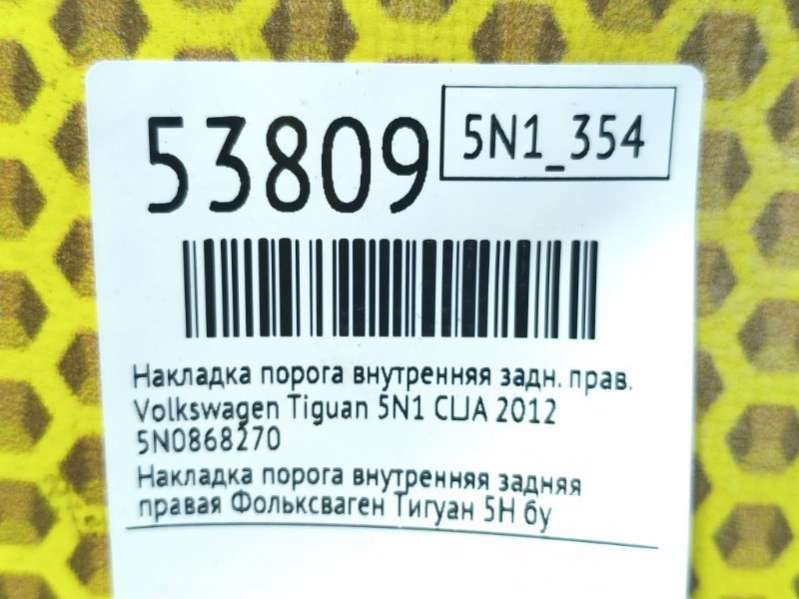 53809
5N1_354
Накладка порога внутренняя задн. прав.
Volkswagen Tiguan 5N1 CLJA 2012
5N0868270
Накладка порога внутренняя задняя
правая Фольксваген Тигуан 5Н бу